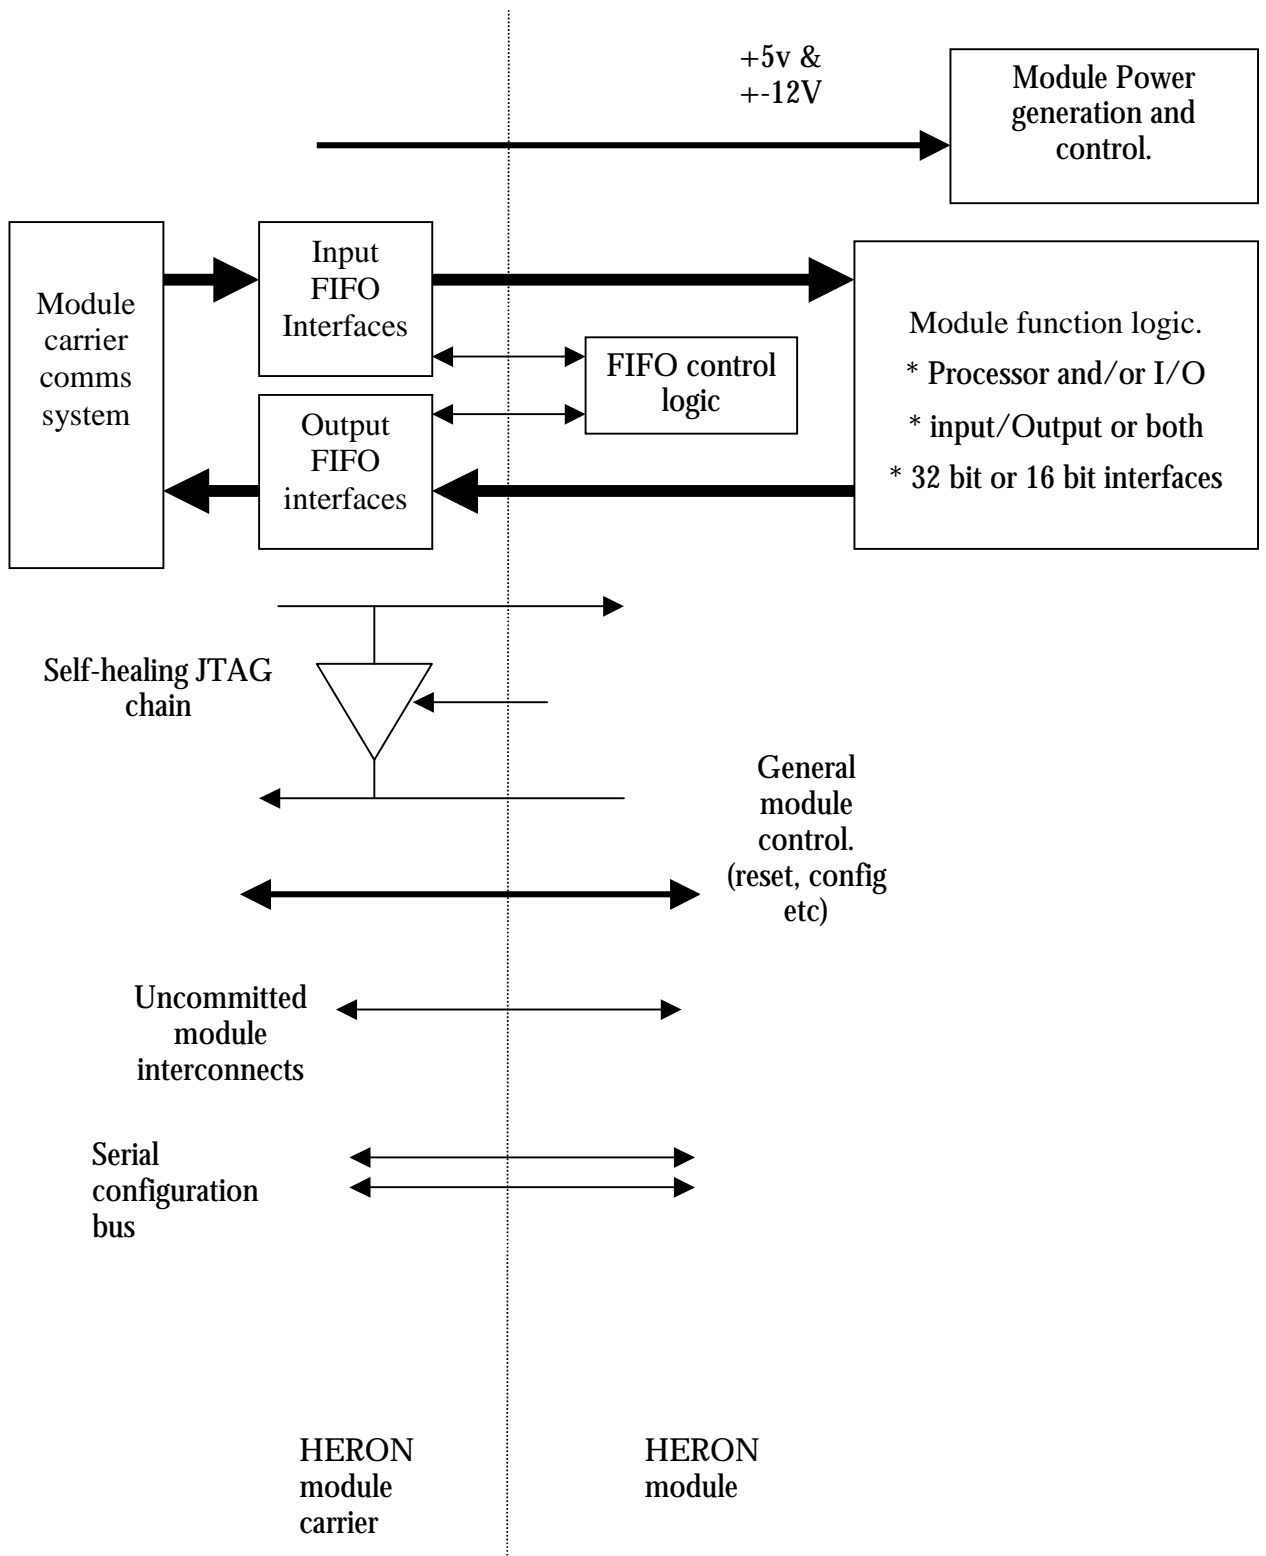 +5v &
+-12V
Module Power
generation and
control.
Module
carrier
comms
system
Input
FIFO
Interfaces
FIFO control
logic
Output
FIFO
interfaces
Module function logic.
* Processor and/or I/O
* input/Output or both
* 32 bit or 16 bit interfaces
Self-healing JTAG
chain
General
module
control.
(reset, config
etc)
Uncommitted
module
interconnects
Serial
configuration
bus
HERON
module
carrier
HERON
module